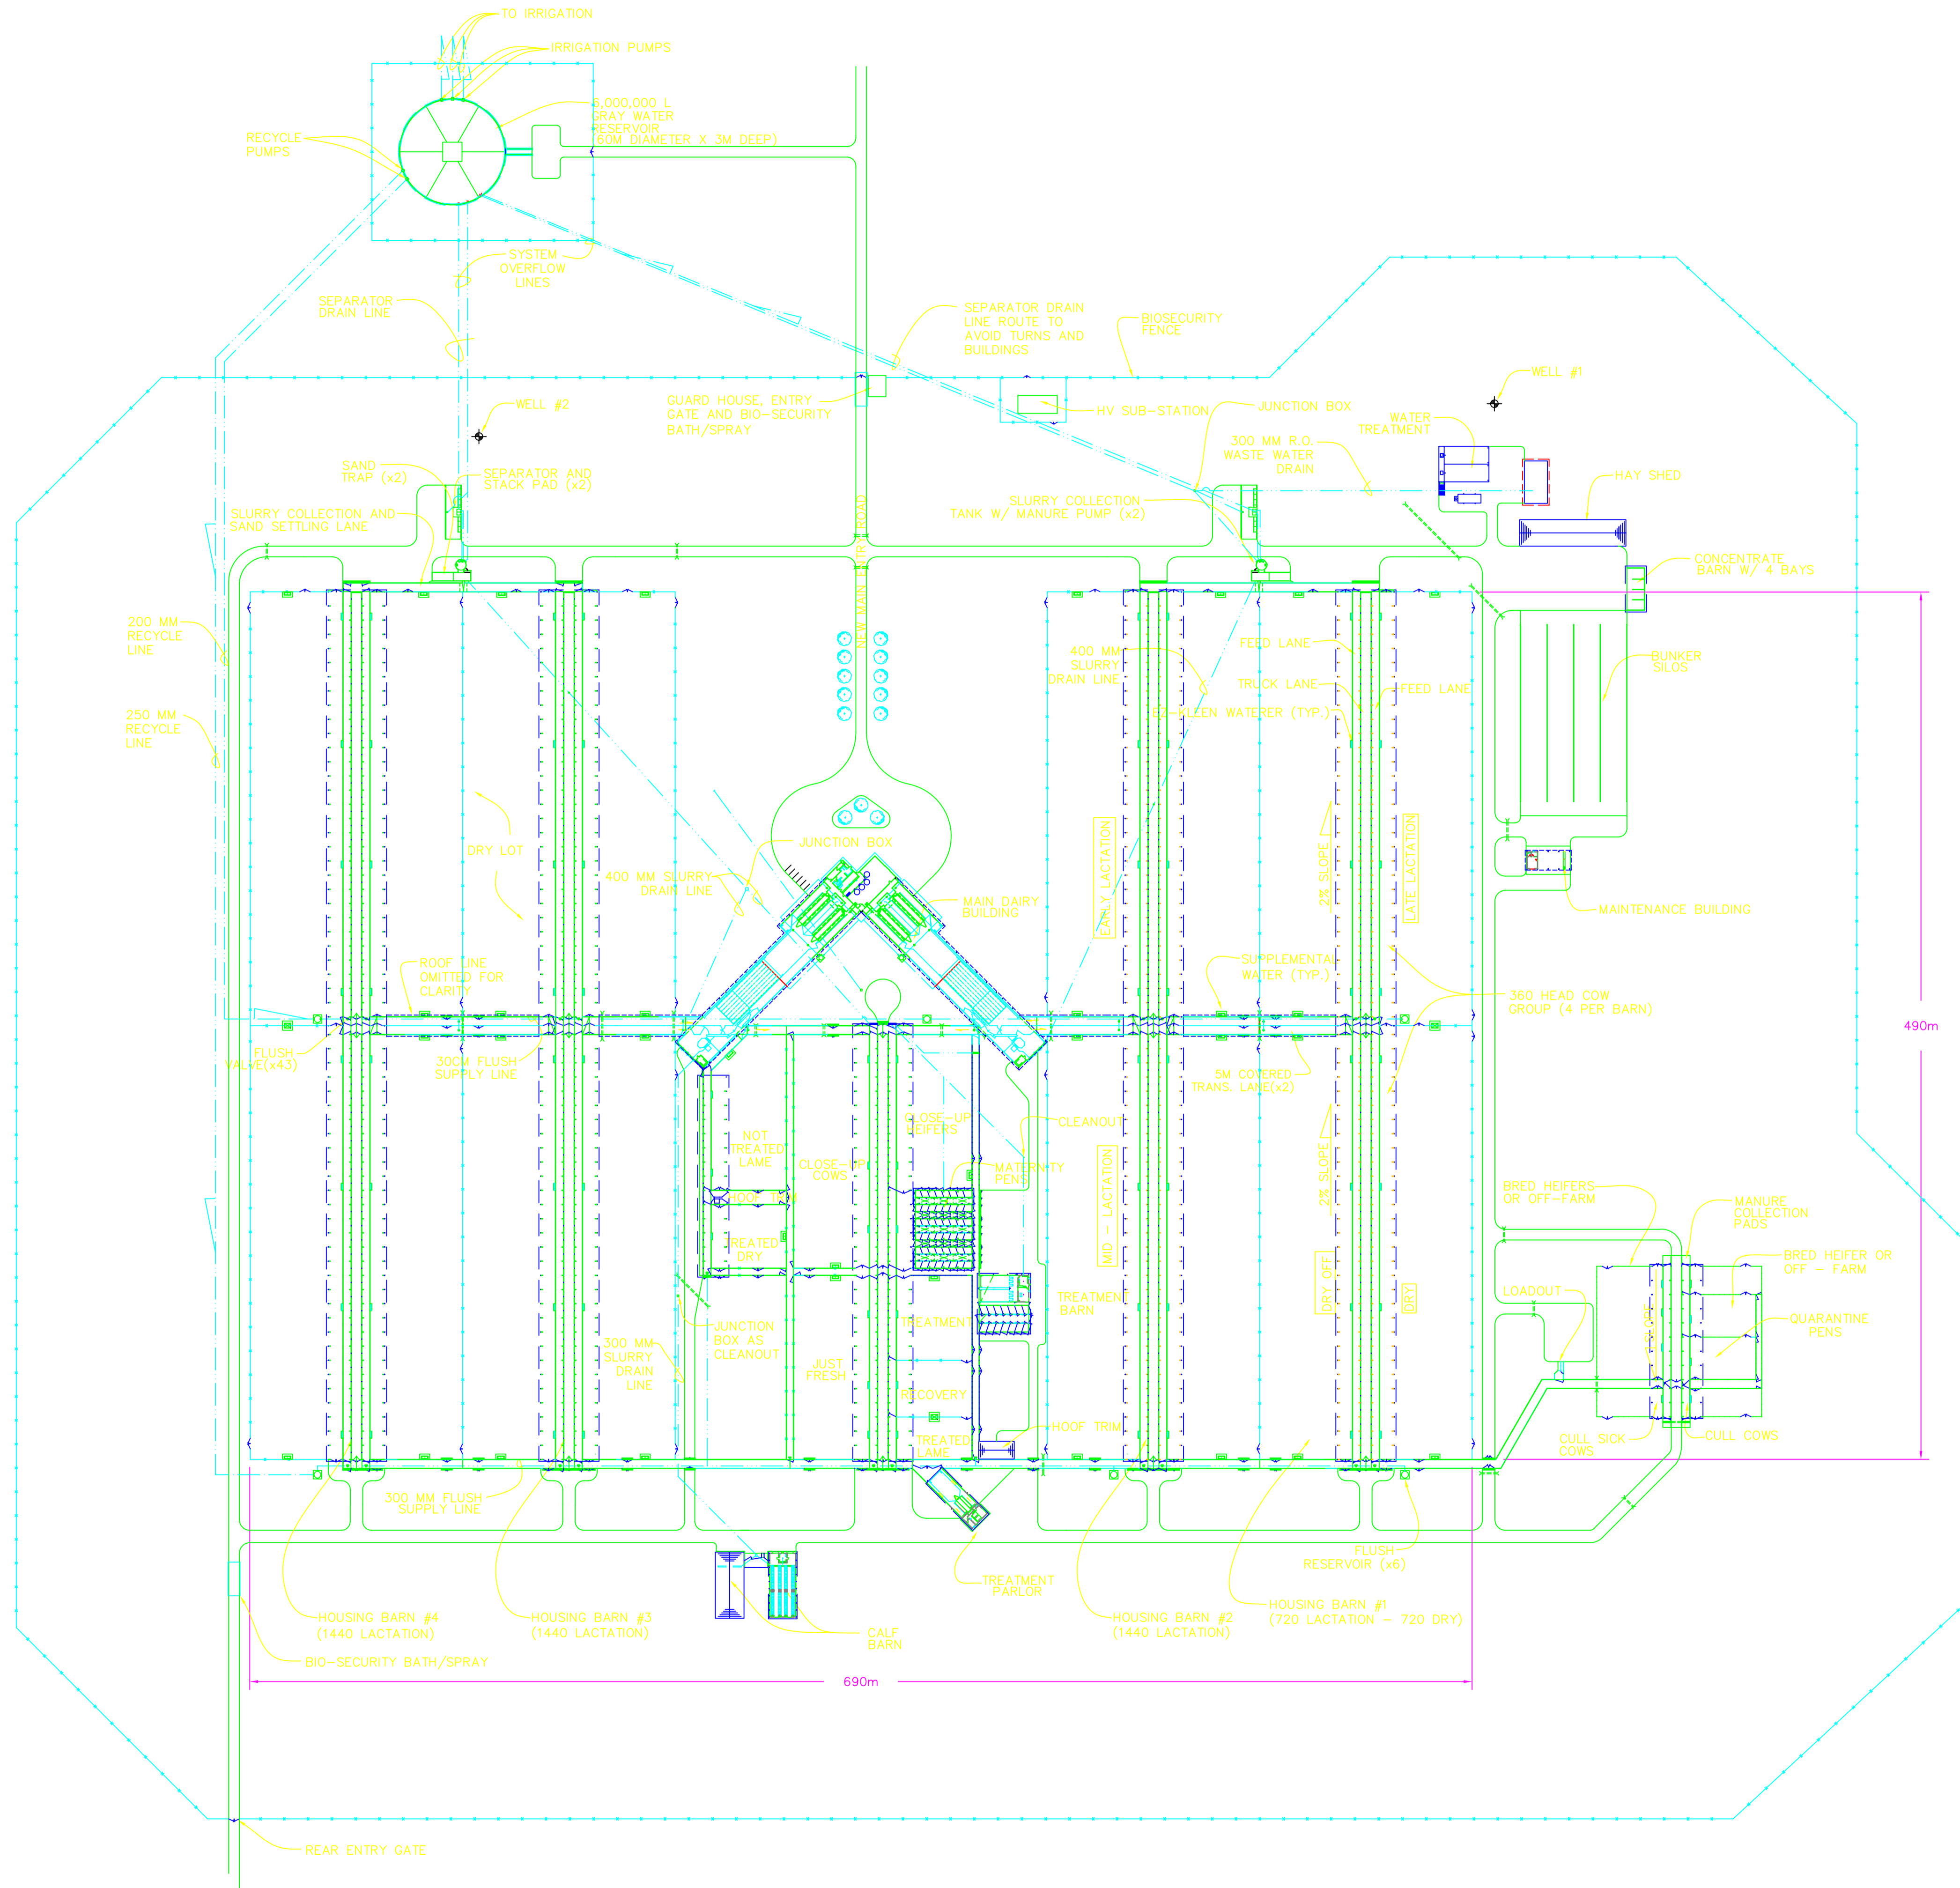 TO IRRIGATION
IRRIGATION PUMPS
5,000,000 L
GRAY WATER
RESERVOIR
(60M DIAMETER X 3M DEEP)
RECYCLE
PUMPS
SYSTEM
OVERFLOW
LINES
SEPARATOR
DRAIN LINE
SEPARATOR DRAIN
LINE ROUTE TO
AVOID TURNS AND
BUILDINGS
BIOSECURITY
FENCE
WELL #1
WELL #2
GUARD HOUSE, ENTRY
GATE AND BIO-SECURITY
BATH/SPRAY
HV SUB-STATION
JUNCTION BOX
WATER
TREATMENT
300 MM R.O.
WASTE WATER
DRAIN
HAY SHED
SAND
TRAP (x2)
SEPARATOR AND
STACK PAD (x2)
SLURRY COLLECTION
TANK W/ MANURE PUMP (x2)
SLURRY COLLECTION AND
SAND SETTLING LANE
NEW MAIN ENTRY ROAD
CONCENTRATE
BARN W/ 4 BAYS
200 MM
RECYCLE
LINE
400 MM
SLURRY
DRAIN LINE
FEED LANE
TRUCK LANE
FEED LANE
EZ-KLEEN WATERER (TYP.)
BUNKER
SILOS
250 MM
RECYCLE
LINE
DRY LOT
JUNCTION BOX
400 MM SLURRY
DRAIN LINE
MAIN DAIRY
BUILDING
EARLY LACTATION
2% SLOPE
LATE LACTATION
MAINTENANCE BUILDING
ROOF LINE
OMITTED FOR
CLARITY
SUPPLEMENTAL
WATER (TYP.)
360 HEAD COW
GROUP (4 PER BARN)
490m
FLUSH
VALVE(x43)
30CM FLUSH
SUPPLY LINE
5M COVERED
TRANS. LANE(x2)
CLOSE-UP
HEIFERS
CLEANOUT
NOT
TREATED
LAME
CLOSE-UP
COWS
MATERNITY
PENS
HOOF TRIM
MID - LACTATION
2% SLOPE
BRED HEIFERS
OR OFF-FARM
MANURE
COLLECTION
PADS
TREATED
DRY
BRED HEIFER OR
OFF - FARM
TREATMENT
BARN
DRY OFF
DRY
LOADOUT
QUARANTINE
PENS
JUNCTION
BOX AS
CLEANOUT
TREATMENT
300 MM
SLURRY
DRAIN
LINE
JUST
FRESH
RECOVERY
HOOF TRIM
TREATED
LAME
CULL SICK
COWS
CULL COWS
300 MM FLUSH
SUPPLY LINE
FLUSH
RESERVOIR (x6)
TREATMENT
PARLOR
HOUSING BARN #4
(1440 LACTATION)
HOUSING BARN #3
(1440 LACTATION)
CALF
BARN
HOUSING BARN #2
(1440 LACTATION)
HOUSING BARN #1
(720 LACTATION - 720 DRY)
BIO-SECURITY BATH/SPRAY
690m
REAR ENTRY GATE